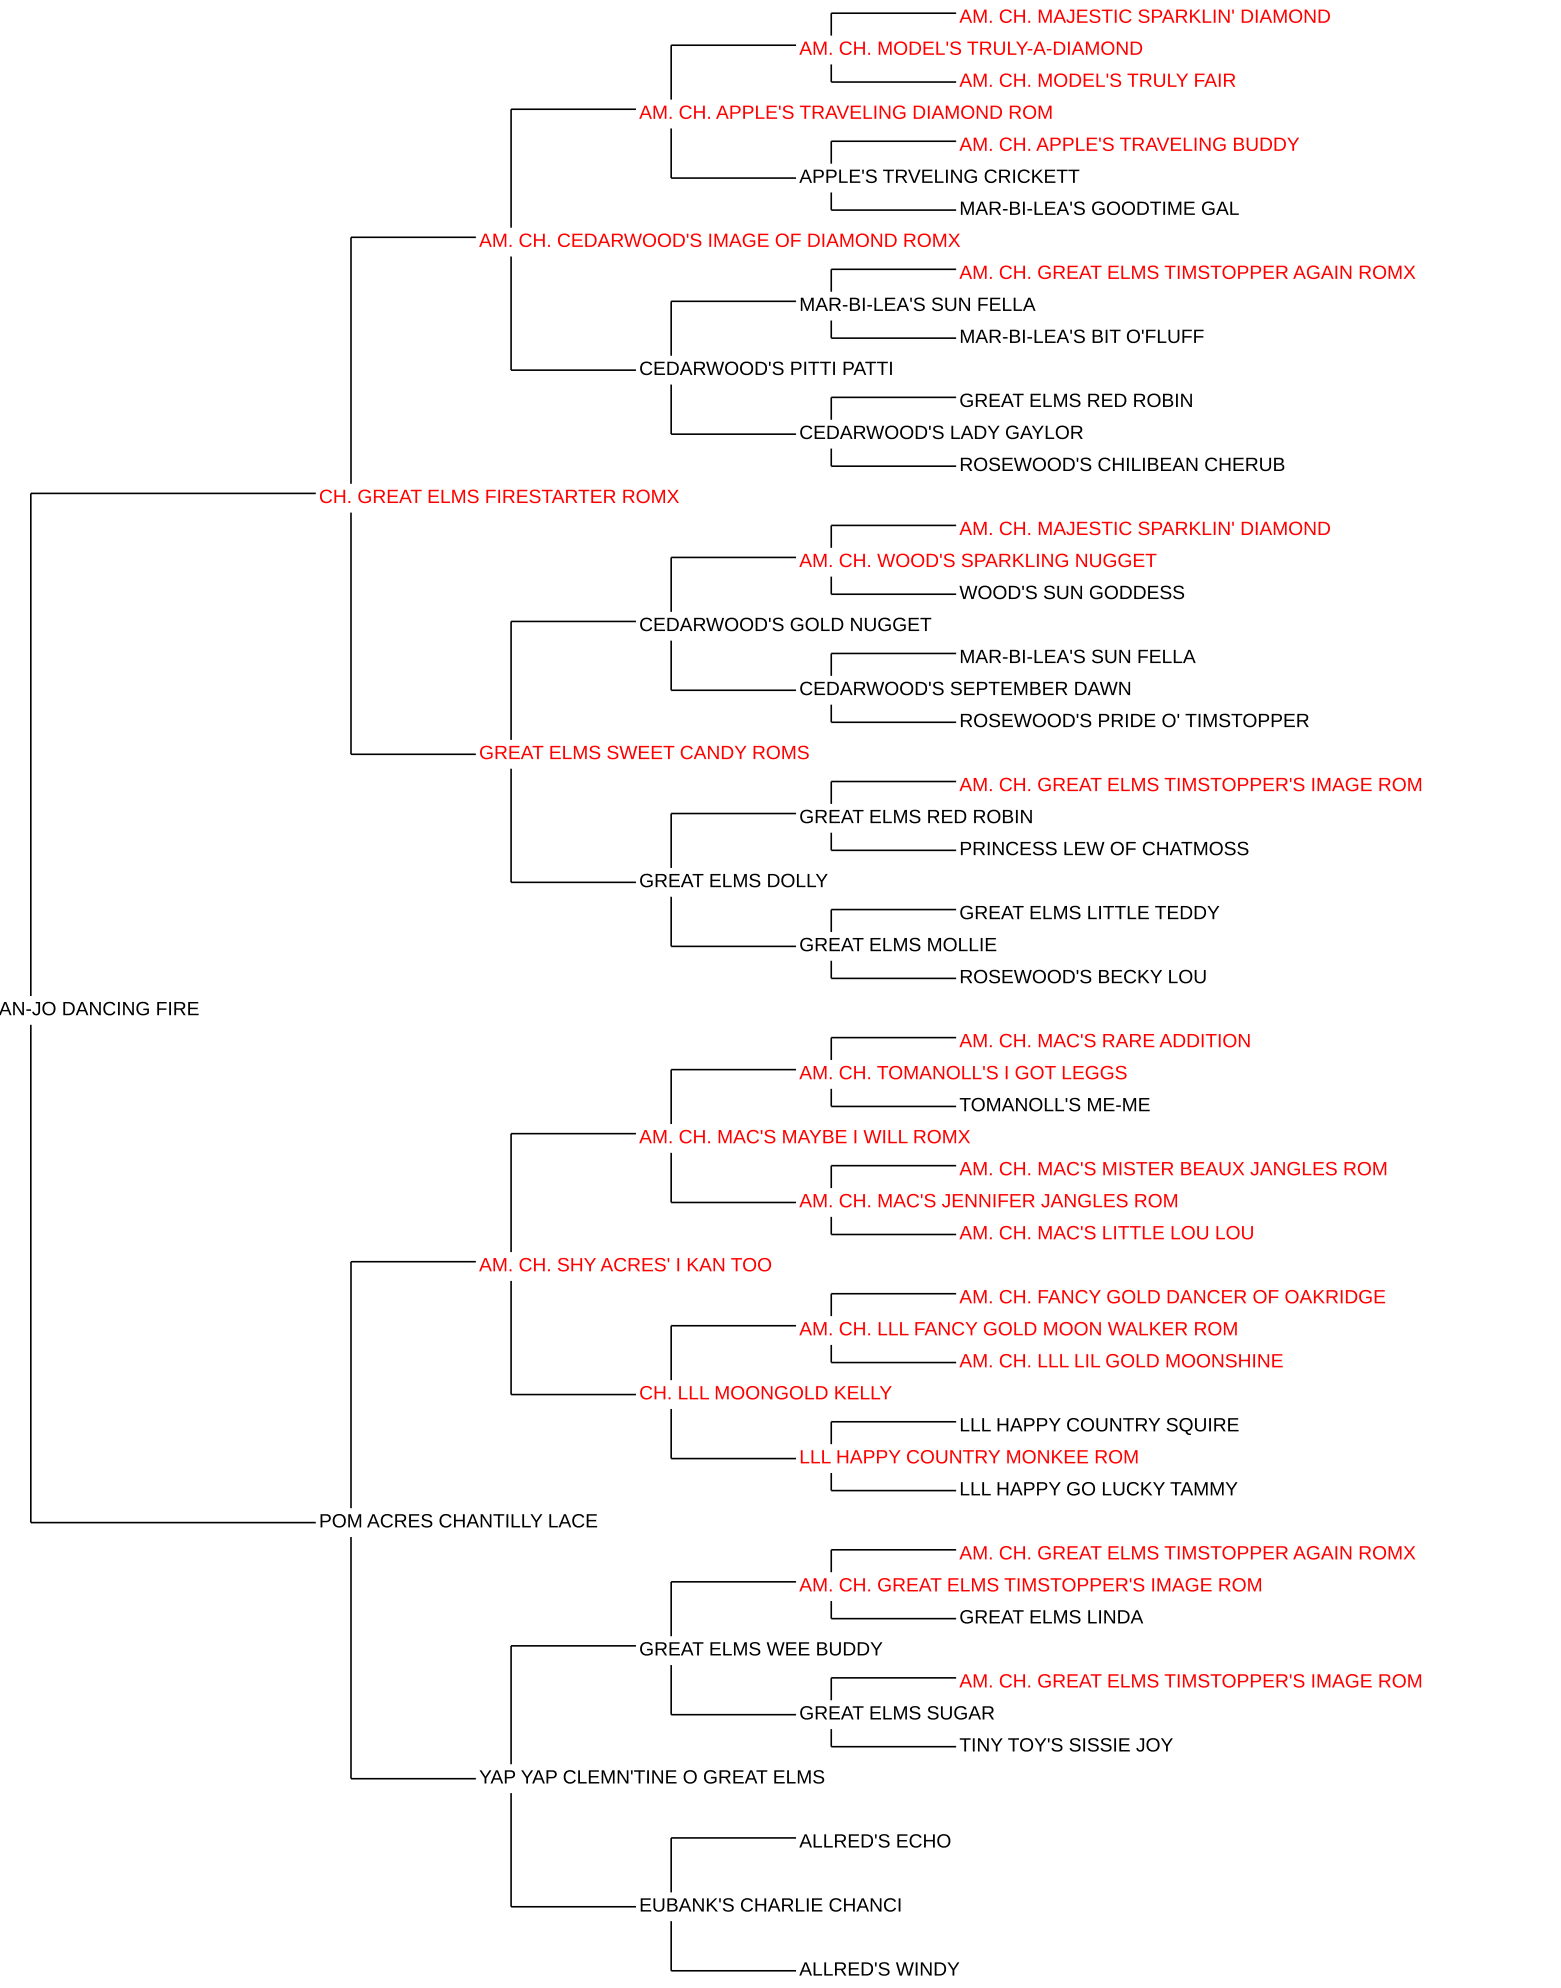 AM. CH. MAJESTIC SPARKLIN' DIAMOND
AM. CH. MODEL'S TRULY-A-DIAMOND
AM. CH. MODEL'S TRULY FAIR
AM. CH. APPLE'S TRAVELING DIAMOND ROM
AM. CH. APPLE'S TRAVELING BUDDY
APPLE'S TRVELING CRICKETT
MAR-BI-LEA'S GOODTIME GAL
AM. CH. CEDARWOOD'S IMAGE OF DIAMOND ROMX
AM. CH. GREAT ELMS TIMSTOPPER AGAIN ROMX
MAR-BI-LEA'S SUN FELLA
MAR-BI-LEA'S BIT O'FLUFF
CEDARWOOD'S PITTI PATTI
GREAT ELMS RED ROBIN
CEDARWOOD'S LADY GAYLOR
ROSEWOOD'S CHILIBEAN CHERUB
CH. GREAT ELMS FIRESTARTER ROMX
AM. CH. MAJESTIC SPARKLIN' DIAMOND
AM. CH. WOOD'S SPARKLING NUGGET
WOOD'S SUN GODDESS
CEDARWOOD'S GOLD NUGGET
MAR-BI-LEA'S SUN FELLA
CEDARWOOD'S SEPTEMBER DAWN
ROSEWOOD'S PRIDE O' TIMSTOPPER
GREAT ELMS SWEET CANDY ROMS
AM. CH. GREAT ELMS TIMSTOPPER'S IMAGE ROM
GREAT ELMS RED ROBIN
PRINCESS LEW OF CHATMOSS
GREAT ELMS DOLLY
GREAT ELMS LITTLE TEDDY
GREAT ELMS MOLLIE
ROSEWOOD'S BECKY LOU
AN-JO DANCING FIRE
AM. CH. MAC'S RARE ADDITION
AM. CH. TOMANOLL'S I GOT LEGGS
TOMANOLL'S ME-ME
AM. CH. MAC'S MAYBE I WILL ROMX
AM. CH. MAC'S MISTER BEAUX JANGLES ROM
AM. CH. MAC'S JENNIFER JANGLES ROM
AM. CH. MAC'S LITTLE LOU LOU
AM. CH. SHY ACRES' I KAN TOO
AM. CH. FANCY GOLD DANCER OF OAKRIDGE
AM. CH. LLL FANCY GOLD MOON WALKER ROM
AM. CH. LLL LIL GOLD MOONSHINE
CH. LLL MOONGOLD KELLY
LLL HAPPY COUNTRY SQUIRE
LLL HAPPY COUNTRY MONKEE ROM
LLL HAPPY GO LUCKY TAMMY
POM ACRES CHANTILLY LACE
AM. CH. GREAT ELMS TIMSTOPPER AGAIN ROMX
AM. CH. GREAT ELMS TIMSTOPPER'S IMAGE ROM
GREAT ELMS LINDA
GREAT ELMS WEE BUDDY
AM. CH. GREAT ELMS TIMSTOPPER'S IMAGE ROM
GREAT ELMS SUGAR
TINY TOY'S SISSIE JOY
YAP YAP CLEMN'TINE O GREAT ELMS
ALLRED'S ECHO
EUBANK'S CHARLIE CHANCI
ALLRED'S WINDY